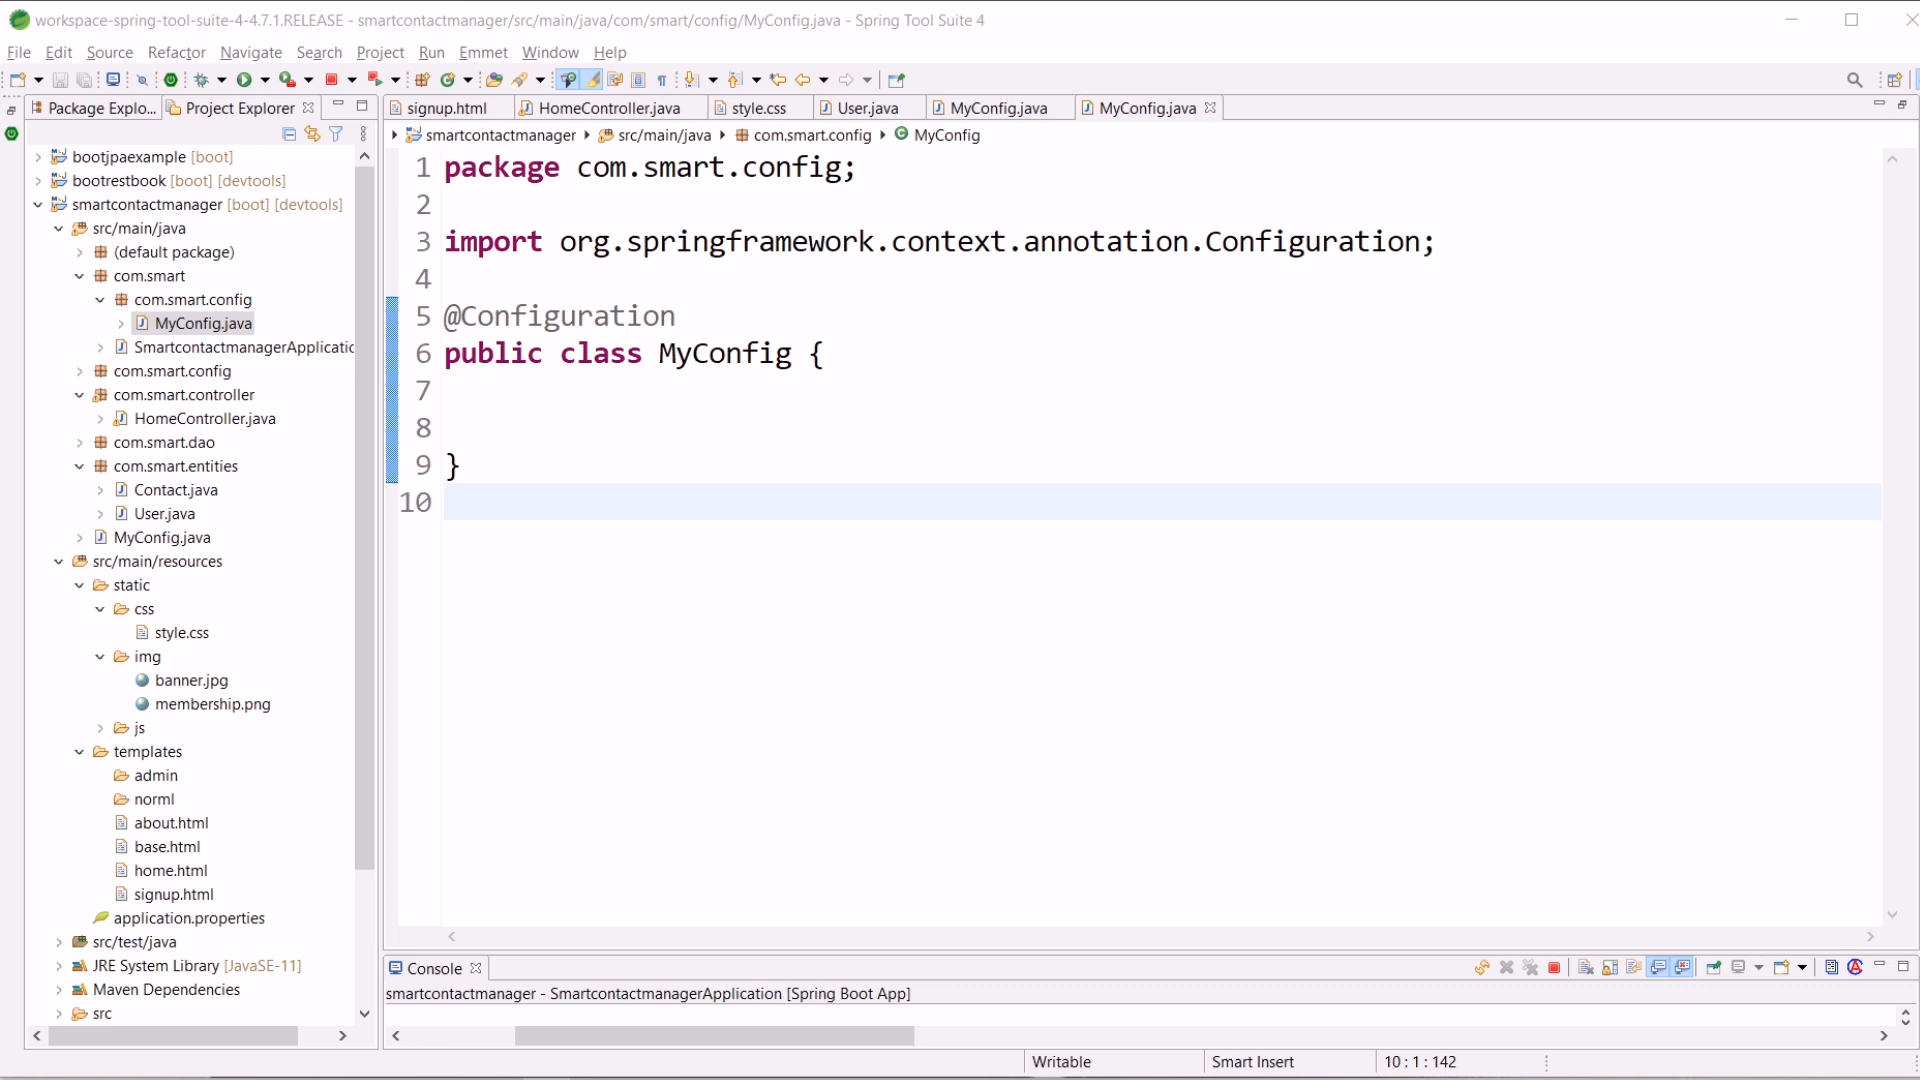 workspace-spring-tool-suite-4-4.7.1.RELEASE - smartcontactmanager/src/main/java/com/smart/config/MyConfig.java - Spring Tool Suite 4
File Edit Source Refactor Navigate Search Project Run Emmet Window Help
Package Explo... Project Explorer
signup.html HomeController.java style.css User.java MyConfig.java MyConfig.java
smartcontactmanager src/main/java com.smart.config MyConfig
bootjpaexample [boot]
bootrestbook [boot] [devtools]
smartcontactmanager [boot] [devtools]
src/main/java
(default package)
com.smart
com.smart.config
MyConfig.java
SmartcontactmanagerApplicatic
com.smart.config
com.smart.controller
HomeController.java
com.smart.dao
com.smart.entities
Contact.java
User.java
MyConfig.java
src/main/resources
static
css
style.css
img
banner.jpg
membership.png
js
templates
admin
norml
about.html
base.html
home.html
signup.html
application.properties
src/test/java
JRE System Library [JavaSE-11]
Maven Dependencies
src
1 package com.smart.config;
2
3 import org.springframework.context.annotation.Configuration;
4
5 @Configuration
6 public class MyConfig {
7
8
9 }
10
Console
smartcontactmanager - SmartcontactmanagerApplication [Spring Boot App]
Writable Smart Insert 10 : 1 : 142